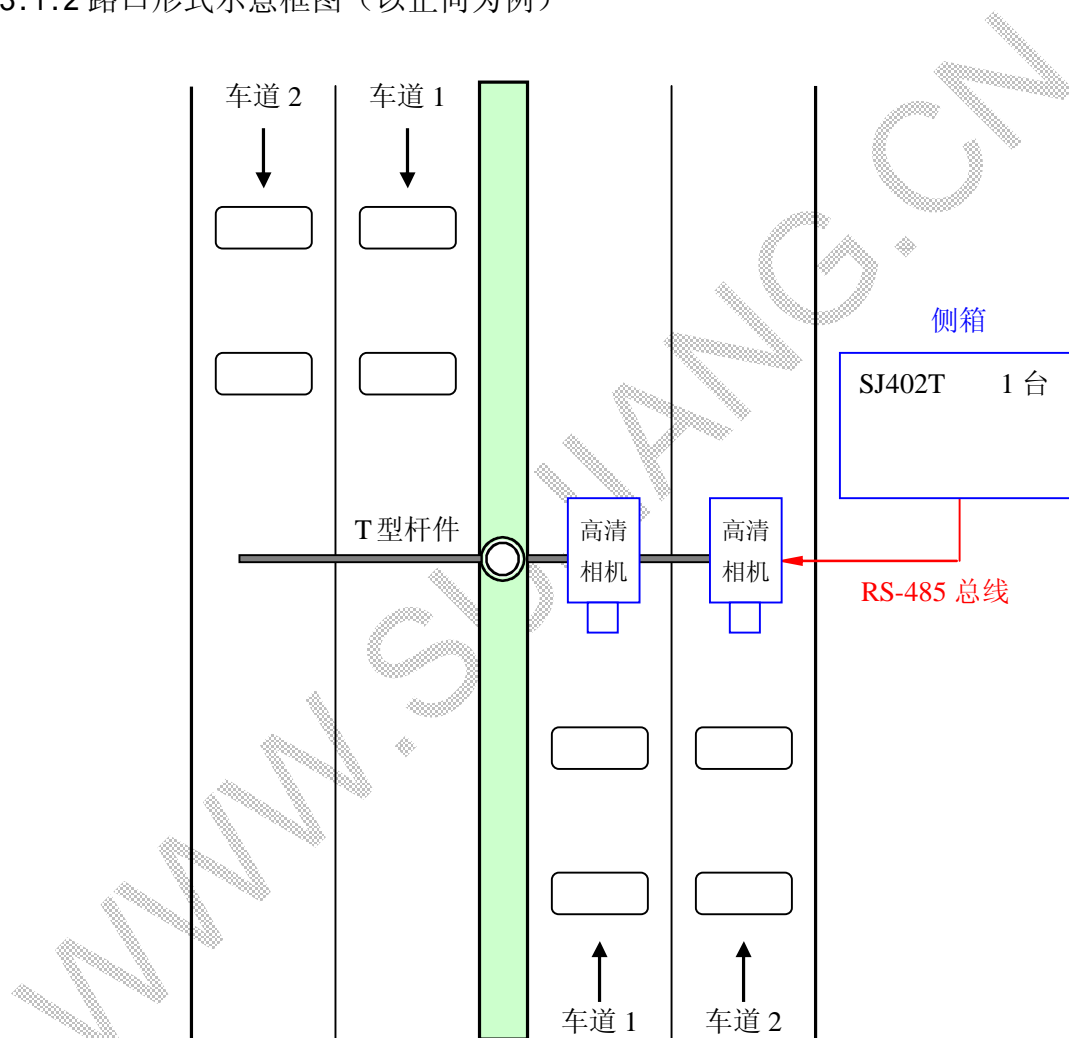 3.1.2 路口形式示意框图（以正向为例）
车道 2
车道 1
侧箱
SJ402T 1 台
T 型杆件
高清
相机
高清
相机
RS-485 总线
车道 1
车道 2
WWW.SIJIANG.CN